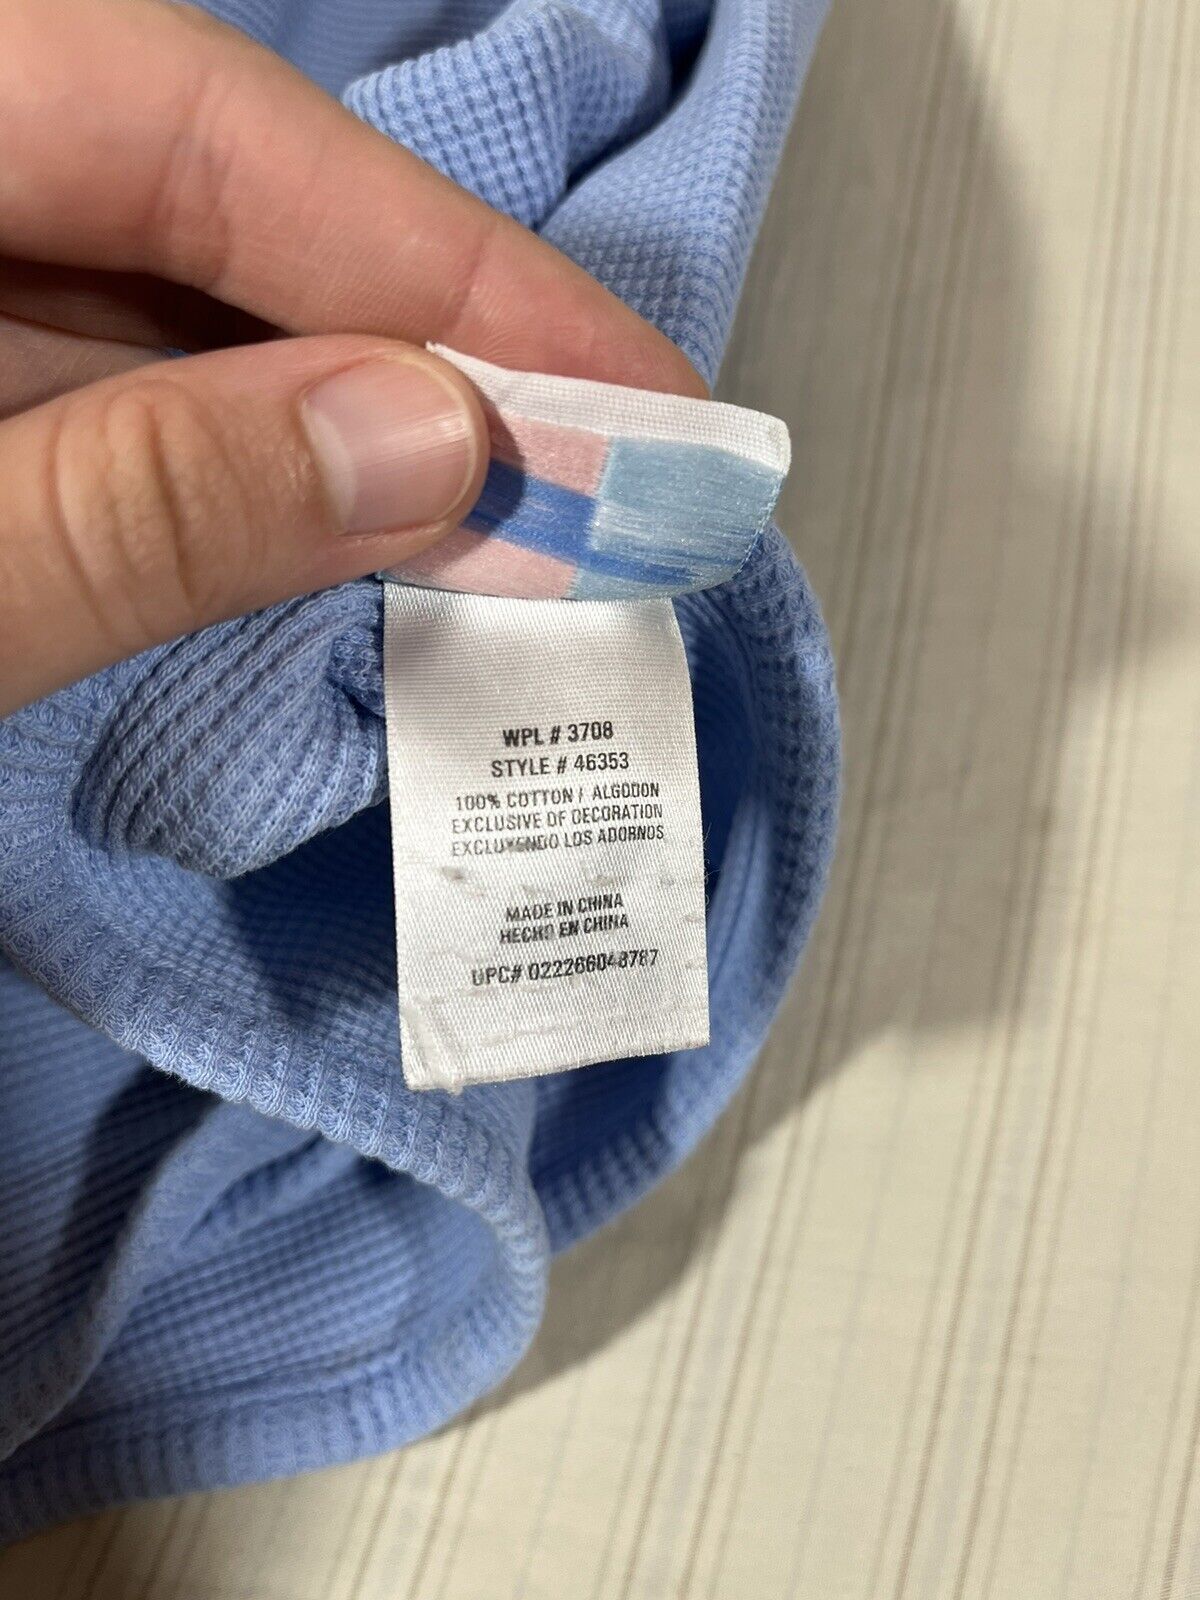 WPL # 3708
STYLE # 46353
100% COTTON / ALGODON
EXCLUSIVE OF DECORATION
EXCLUYENDO LOS ADORNOS
MADE IN CHINA
HECHO EN CHINA
UPC# 022266048787